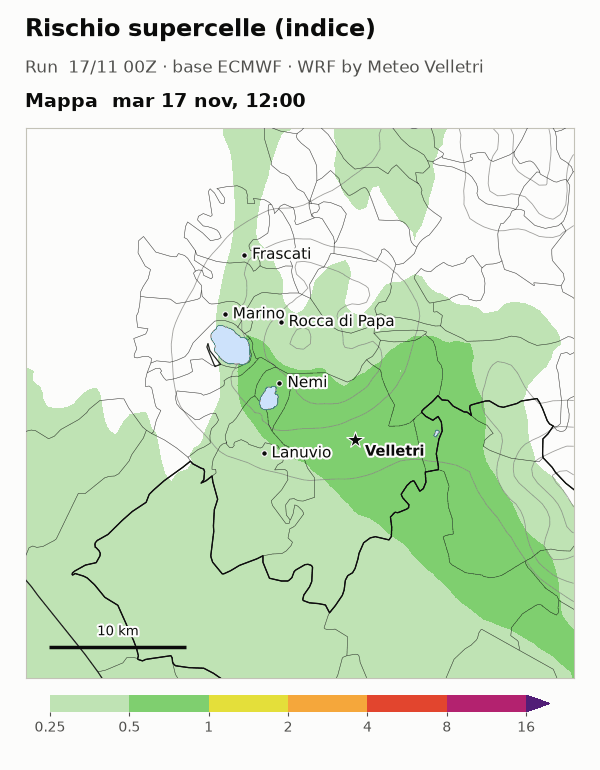 Rischio supercelle (indice)
Run  17/11 00Z · base ECMWF · WRF by Meteo Velletri
Mappa  mar 17 nov, 12:00
Frascati
Marino
Rocca di Papa
Nemi
Velletri
Lanuvio
10 km
0.25 0.5 1 2 4 8 16